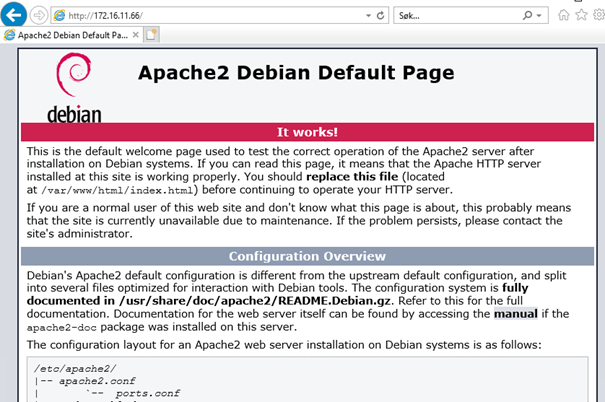 http://172.16.11.66/
Søk...
Apache2 Debian Default Pa...
Apache2 Debian Default Page
debian
It works!
This is the default welcome page used to test the correct operation of the Apache2 server after
installation on Debian systems. If you can read this page, it means that the Apache HTTP server
installed at this site is working properly. You should replace this file (located
at /var/www/html/index.html) before continuing to operate your HTTP server.
If you are a normal user of this web site and don't know what this page is about, this probably means
that the site is currently unavailable due to maintenance. If the problem persists, please contact the
site's administrator.
Configuration Overview
Debian's Apache2 default configuration is different from the upstream default configuration, and split
into several files optimized for interaction with Debian tools. The configuration system is fully
documented in /usr/share/doc/apache2/README.Debian.gz. Refer to this for the full
documentation. Documentation for the web server itself can be found by accessing the manual if the
apache2-doc package was installed on this server.
The configuration layout for an Apache2 web server installation on Debian systems is as follows:
/etc/apache2/
|-- apache2.conf
|       `--  ports.conf